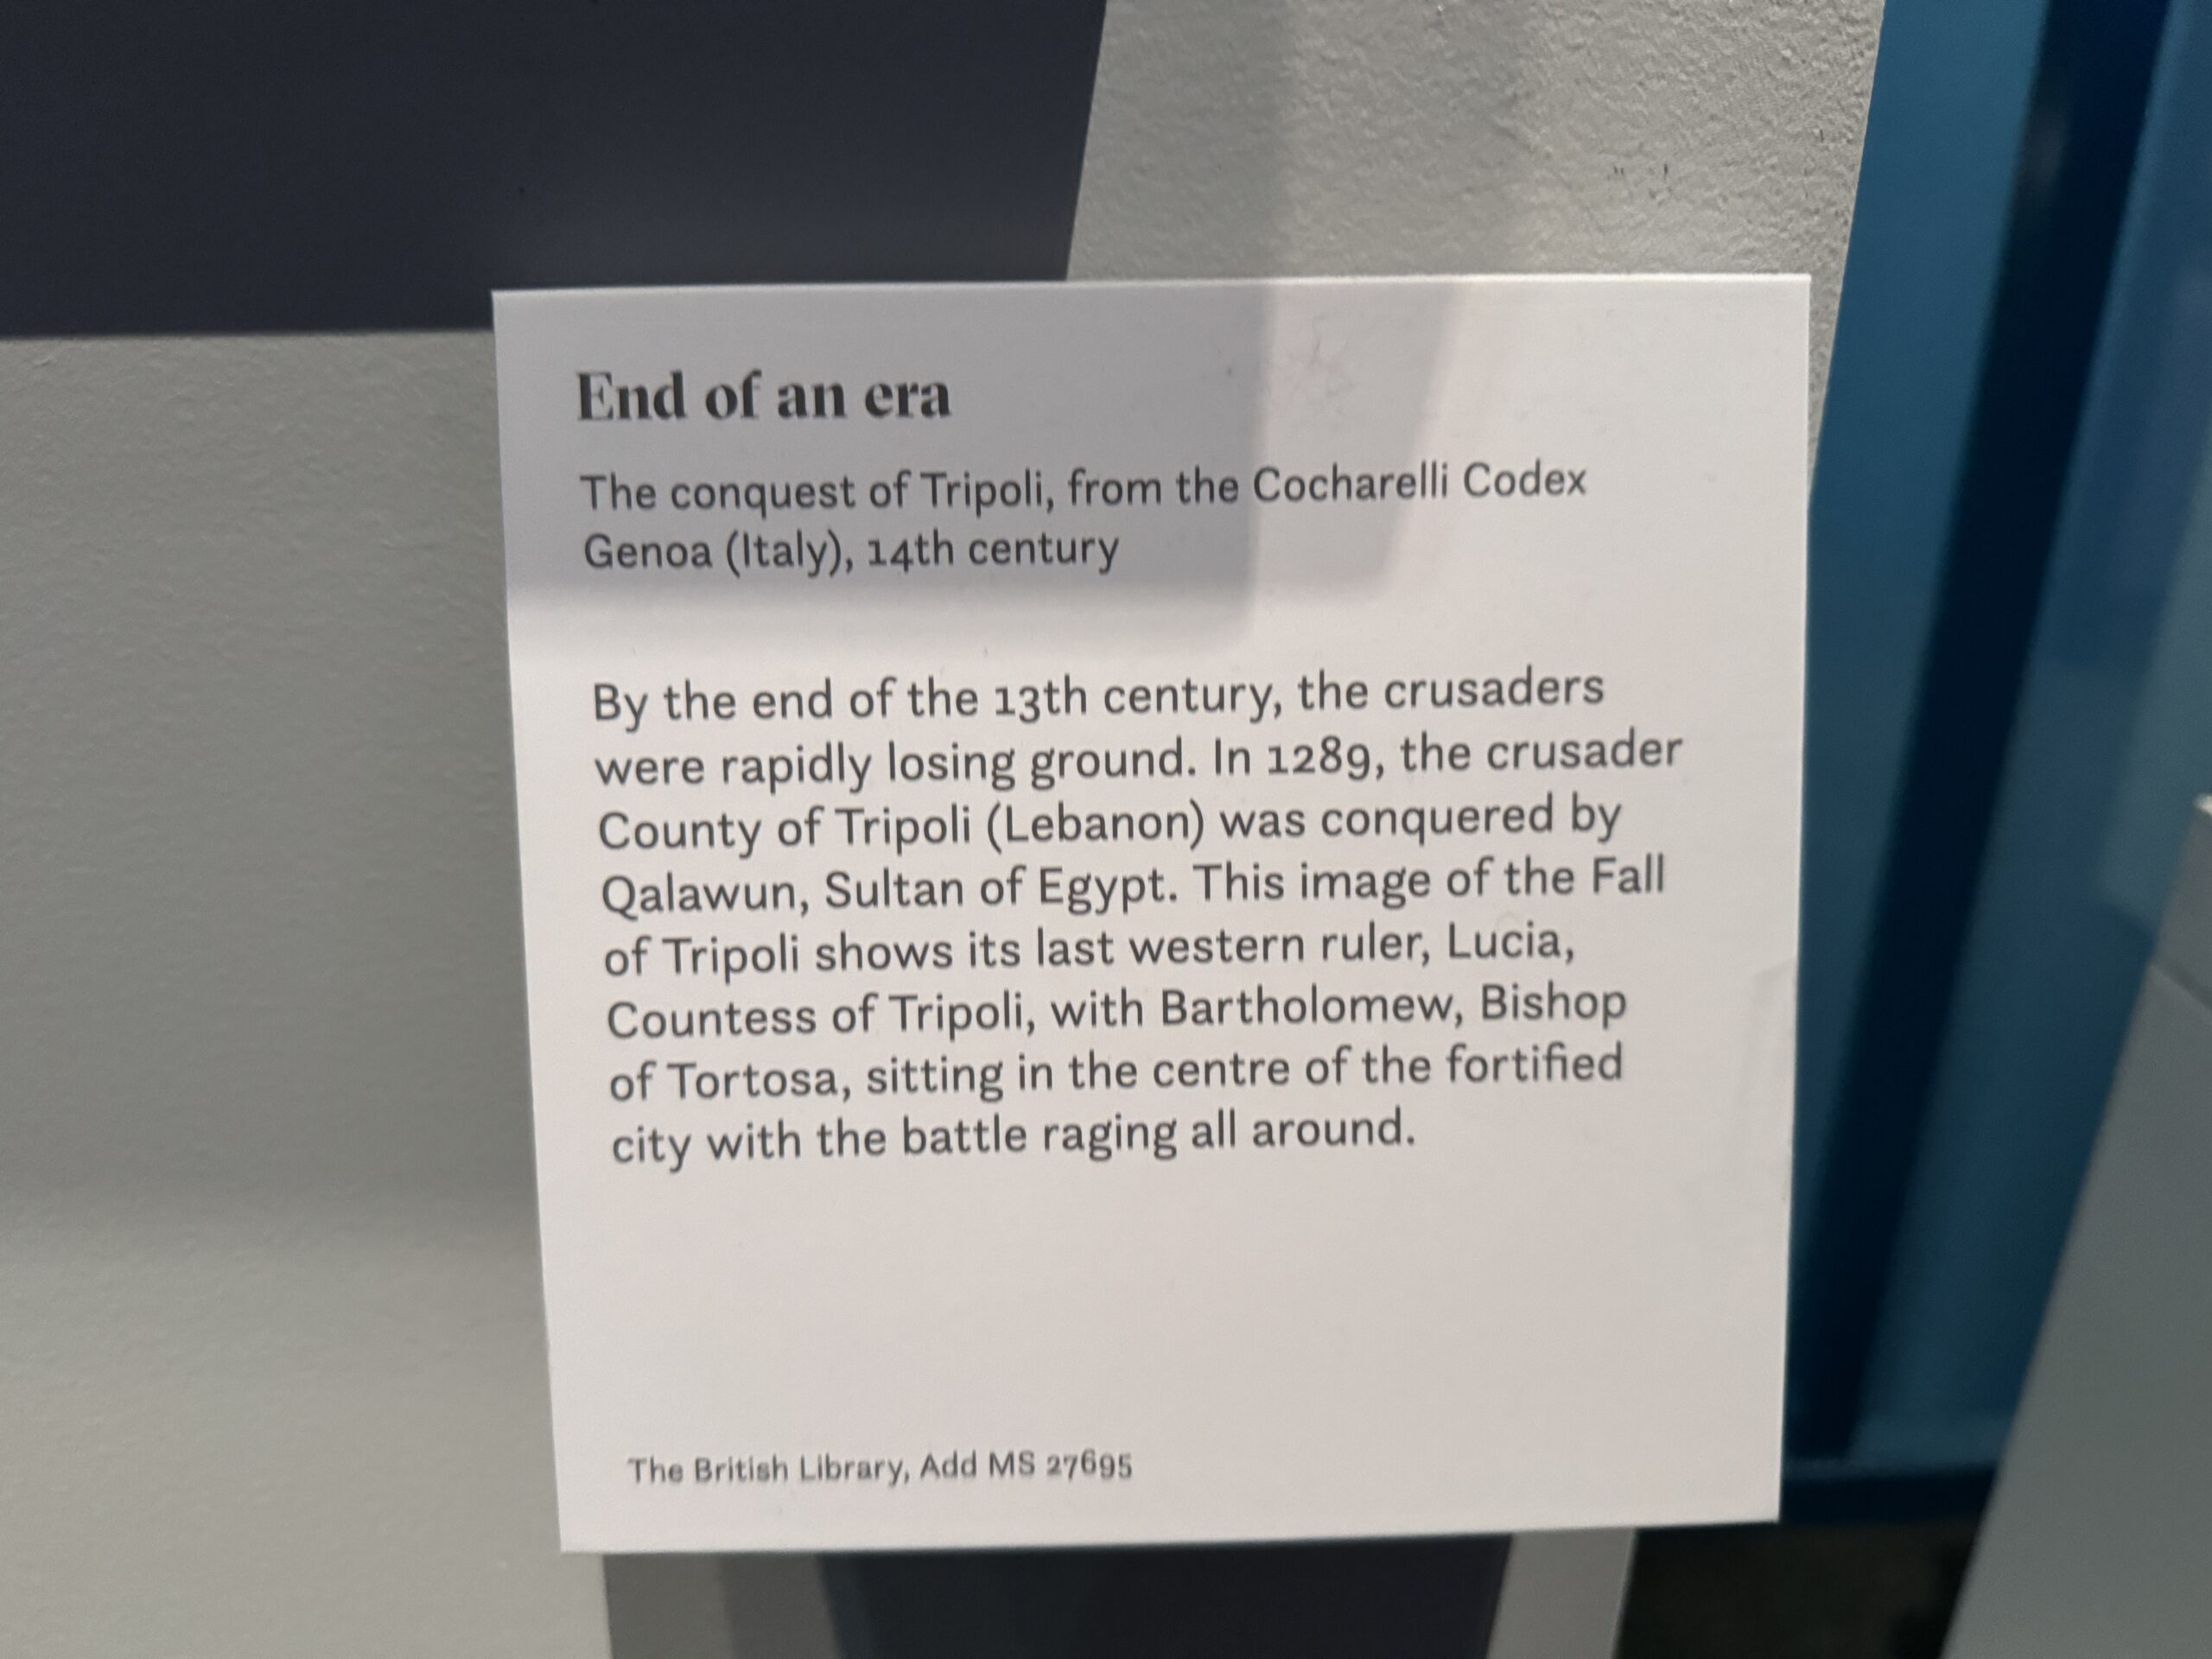 End of an era
The conquest of Tripoli, from the Cocharelli Codex
Genoa (Italy), 14th century
By the end of the 13th century, the crusaders
were rapidly losing ground. In 1289, the crusader
County of Tripoli (Lebanon) was conquered by
Qalawun, Sultan of Egypt. This image of the Fall
of Tripoli shows its last western ruler, Lucia,
Countess of Tripoli, with Bartholomew, Bishop
of Tortosa, sitting in the centre of the fortified
city with the battle raging all around.
The British Library, Add MS 27695